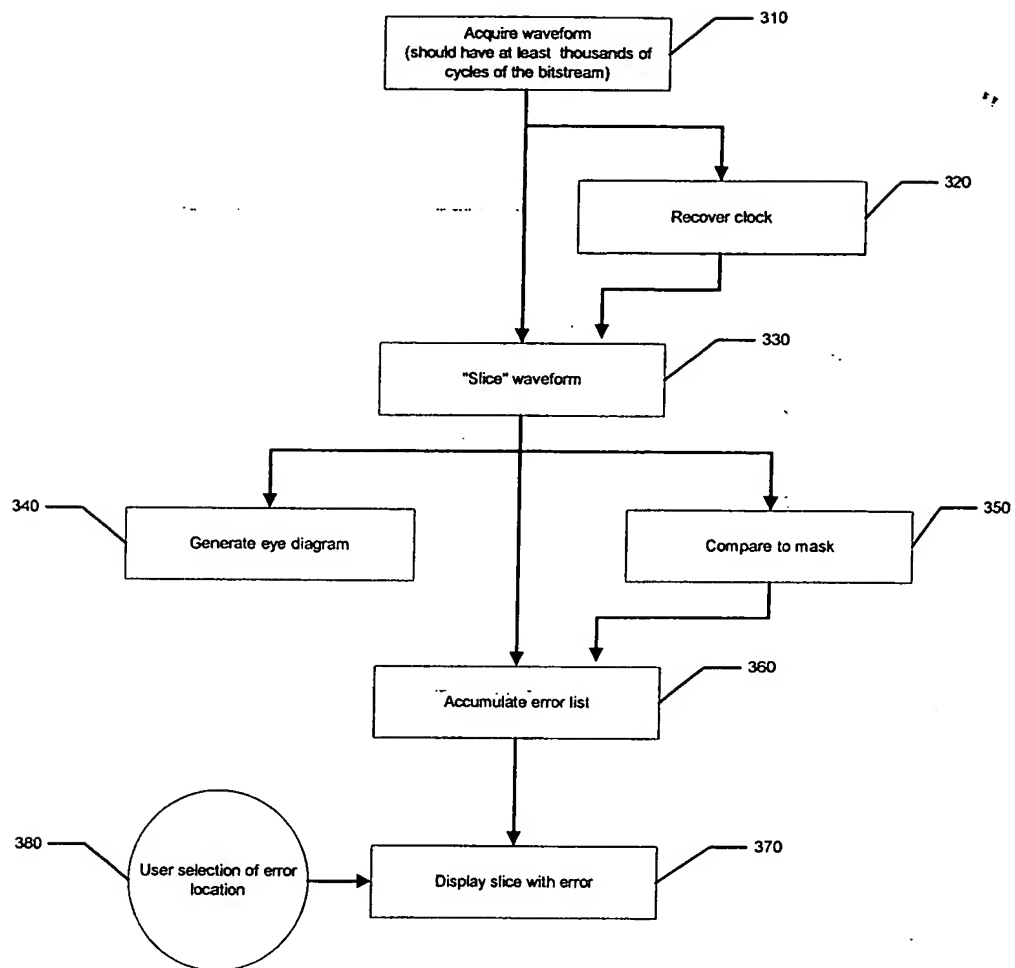 Acquire waveform
(should have at least thousands of
cycles of the bitstream)
310
Recover clock
320
"Slice" waveform
330
340
Generate eye diagram
Compare to mask
350
Accumulate error list
360
380
User selection of error
location
Display slice with error
370